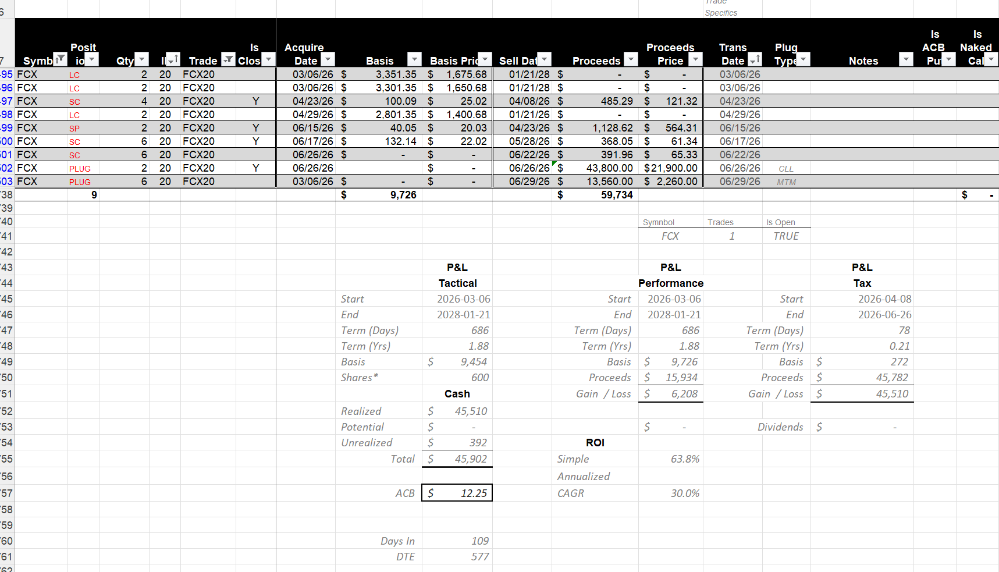 Trade
6 Specifics
7 Symb Posit io Qty I Trade Is Clos Acquire Date Basis Basis Pric Sell Dat Proceeds Proceeds Price Trans Date Plug Type Notes Is ACB Pu Is Naked Cal
95 FCX LC 2 20 FCX20 03/06/26 $ 3,351.35 $ 1,675.68 01/21/28 $ - $ - 03/06/26
96 FCX LC 2 20 FCX20 03/06/26 $ 3,301.35 $ 1,650.68 01/21/28 $ - $ - 03/06/26
97 FCX SC 4 20 FCX20 Y 04/23/26 $ 100.09 $ 25.02 04/08/26 $ 485.29 $ 121.32 04/23/26
98 FCX LC 2 20 FCX20 04/29/26 $ 2,801.35 $ 1,400.68 01/21/26 $ - $ - 04/29/26
99 FCX SP 2 20 FCX20 Y 06/15/26 $ 40.05 $ 20.03 04/23/26 $ 1,128.62 $ 564.31 06/15/26
00 FCX SC 6 20 FCX20 Y 06/17/26 $ 132.14 $ 22.02 05/28/26 $ 368.05 $ 61.34 06/17/26
01 FCX SC 6 20 FCX20 06/26/26 $ - $ - 06/22/26 $ 391.96 $ 65.33 06/22/26
02 FCX PLUG 2 20 FCX20 Y 06/26/26 $ - 06/26/26 $ 43,800.00 $21,900.00 06/26/26 CLL
03 FCX PLUG 6 20 FCX20 03/06/26 $ - $ - 06/29/26 $ 13,560.00 $ 2,260.00 06/29/26 MTM
38 9 $ 9,726 $ 59,734 $ -
39
40 Symnbol Trades Is Open
41 FCX 1 TRUE
42
43 P&L P&L P&L
44 Tactical Performance Tax
45 Start 2026-03-06 Start 2026-03-06 Start 2026-04-08
46 End 2028-01-21 End 2028-01-21 End 2026-06-26
47 Term (Days) 686 Term (Days) 686 Term (Days) 78
48 Term (Yrs) 1.88 Term (Yrs) 1.88 Term (Yrs) 0.21
49 Basis $ 9,454 Basis $ 9,726 Basis $ 272
50 Shares* 600 Proceeds $ 15,934 Proceeds $ 45,782
51 Cash Gain / Loss $ 6,208 Gain / Loss $ 45,510
52 Realized $ 45,510
53 Potential $ - $ - Dividends $ -
54 Unrealized $ 392 ROI
55 Total $ 45,902 Simple 63.8%
56 Annualized
57 ACB $ 12.25 CAGR 30.0%
58
59
60 Days In 109
61 DTE 577
62